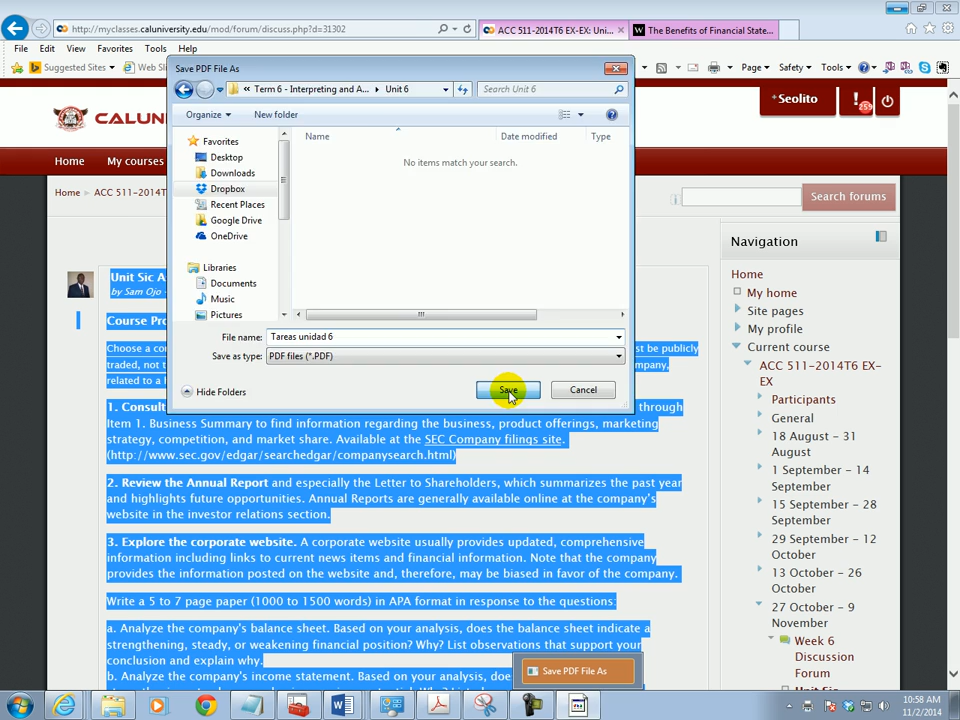 http://myclasses.caluniversity.edu/mod/forum/discuss.php?d=31302
ACC 511-2014T6 EX-EX: Uni...
The Benefits of Financial State...
File Edit View Favorites Tools Help
Suggested Sites
Web Sli
Page
Safety
Tools
Save PDF File As
« Term 6 - Interpreting and A... Unit 6
Search Unit 6
Organize
New folder
Favorites
Desktop
Downloads
Dropbox
Recent Places
Google Drive
OneDrive
Libraries
Documents
Music
Pictures
Name
Date modified
Type
No items match your search.
File name: Tareas unidad 6
Save as type: PDF files (*.PDF)
Hide Folders
Save
Cancel
CALUN
Seolito
259
Home
My courses
Home ACC 511-2014T
Search forums
Unit Sic A
by Sam Ojo -
Course Pro
Choose a co
st be publicly
traded, not
mpany,
related to a
1. Consult
through
Item 1. Business Summary to find information regarding the business, product offerings, marketing
strategy, competition, and market share. Available at the SEC Company filings site.
(http://www.sec.gov/edgar/searchedgar/companysearch.html)
2. Review the Annual Report and especially the Letter to Shareholders, which summarizes the past year
and highlights future opportunities. Annual Reports are generally available online at the company's
website in the investor relations section.
3. Explore the corporate website. A corporate website usually provides updated, comprehensive
information including links to current news items and financial information. Note that the company
provides the information posted on the website and, therefore, may be biased in favor of the company.
Write a 5 to 7 page paper (1000 to 1500 words) in APA format in response to the questions:
a. Analyze the company's balance sheet. Based on your analysis, does the balance sheet indicate a
strengthening, steady, or weakening financial position? Why? List observations that support your
conclusion and explain why.
b. Analyze the company's income statement. Based on your analysis, doe
Navigation
Home
My home
Site pages
My profile
Current course
ACC 511-2014T6 EX-
EX
Participants
General
18 August - 31
August
1 September - 14
September
15 September - 28
September
29 September - 12
October
13 October - 26
October
27 October - 9
November
Week 6
Discussion
Forum
Unit Sic
Save PDF File As
10:58 AM
11/2/2014